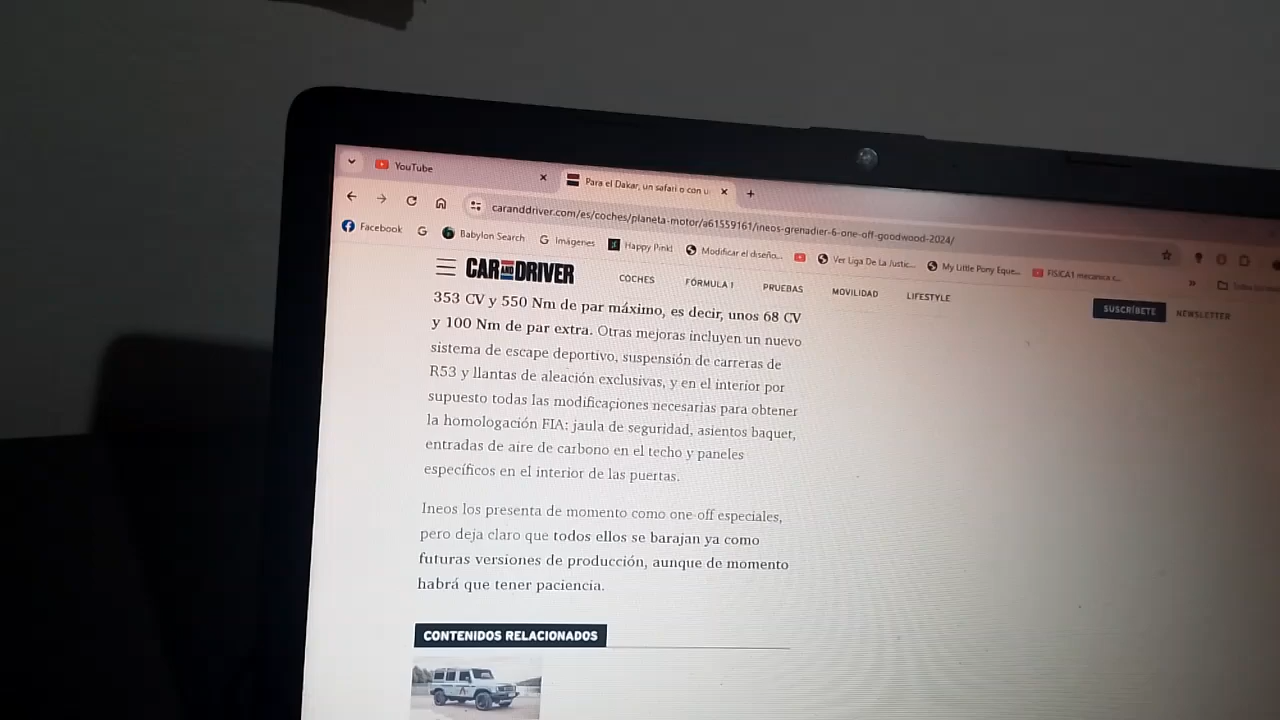 YouTube
Para el Dakar, un safari o con u
caranddriver.com/es/coches/planeta-motor/a61559161/ineos-grenadier-6-one-off-goodwood-2024/
Facebook
Babylon Search
Imágenes
Happy Pink!
Modificar el diseño...
Ver Liga De La Justic...
My Little Pony Eque...
FISICA1 mecanica c...
CAR AND DRIVER
COCHES
FÓRMULA 1
PRUEBAS
MOVILIDAD
LIFESTYLE
SUSCRÍBETE
NEWSLETTER
353 CV y 550 Nm de par máximo, es decir, unos 68 CV
y 100 Nm de par extra. Otras mejoras incluyen un nuevo
sistema de escape deportivo, suspensión de carreras de
R53 y llantas de aleación exclusivas, y en el interior por
supuesto todas las modificaciones necesarias para obtener
la homologación FIA: jaula de seguridad, asientos baquet,
entradas de aire de carbono en el techo y paneles
específicos en el interior de las puertas.
Ineos los presenta de momento como one-off especiales,
pero deja claro que todos ellos se barajan ya como
futuras versiones de producción, aunque de momento
habrá que tener paciencia.
CONTENIDOS RELACIONADOS